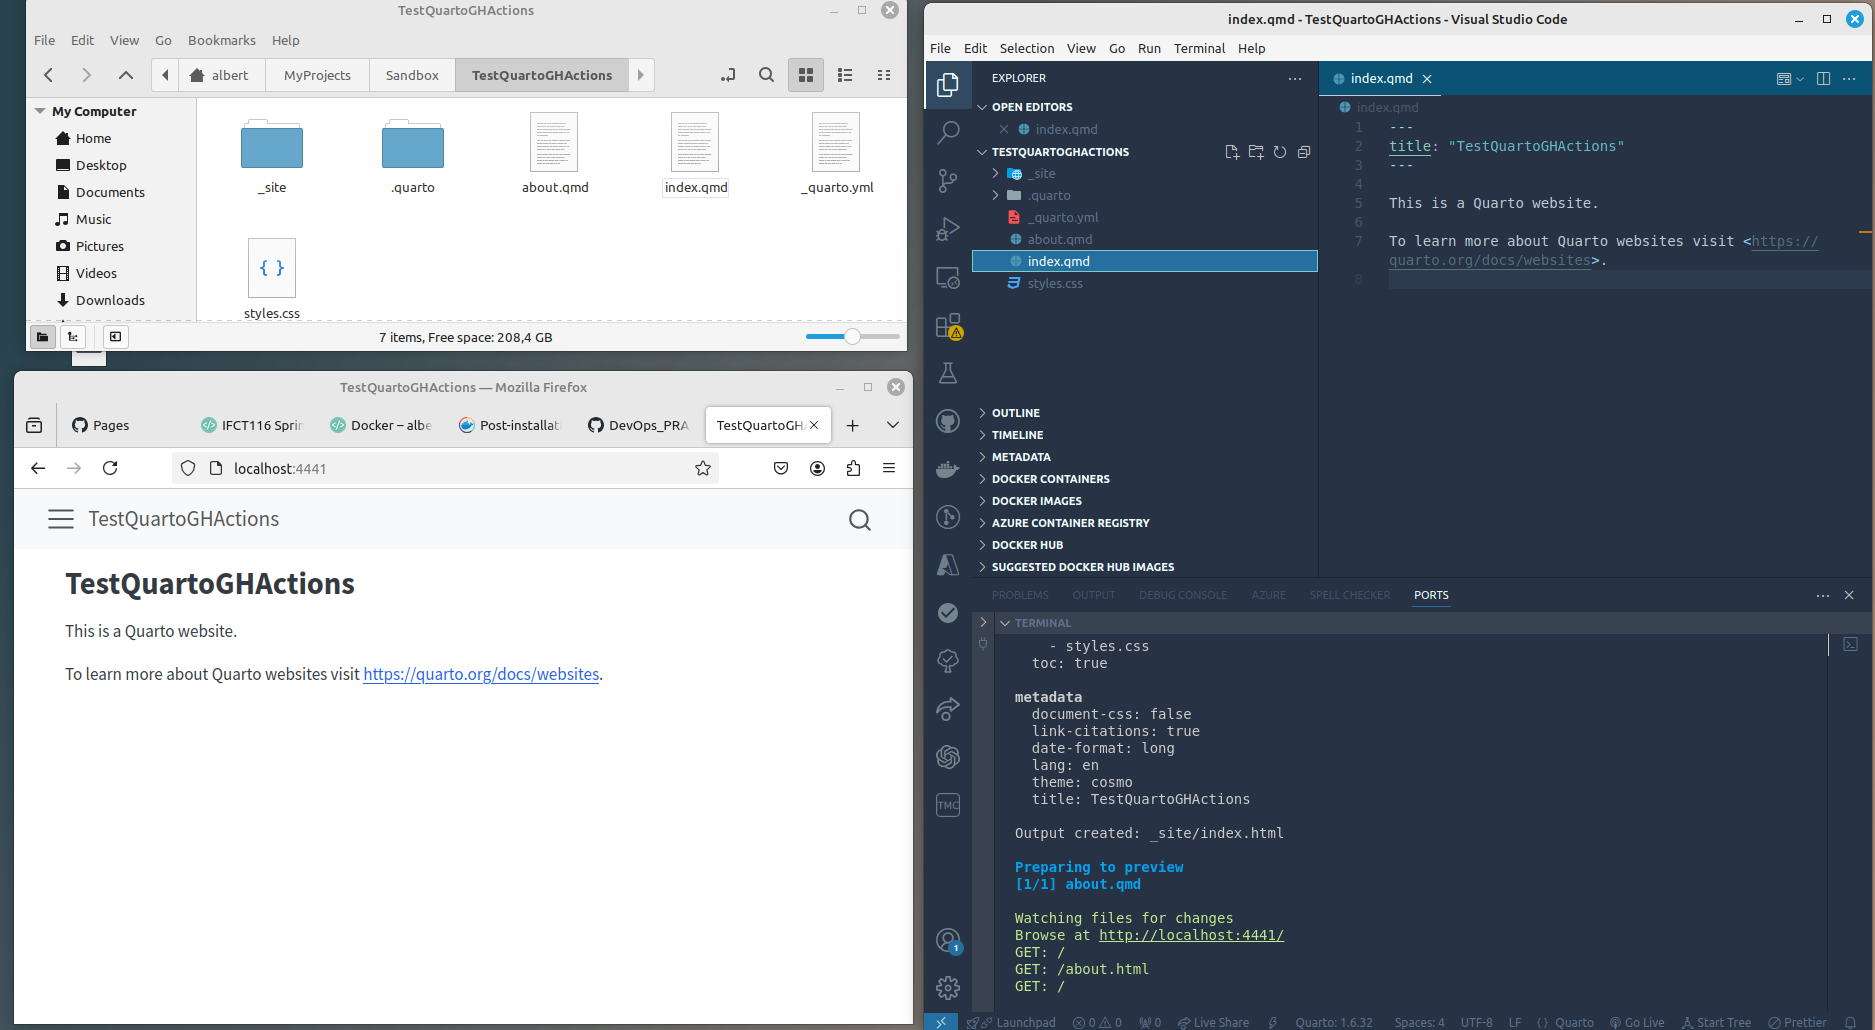 TestQuartoGHActions
File Edit View Go Bookmarks Help
albert MyProjects Sandbox TestQuartoGHActions
My Computer
Home
Desktop
Documents
Music
Pictures
Videos
Downloads
_site .quarto about.qmd index.qmd _quarto.yml
{ }
styles.css
7 items, Free space: 208,4 GB
TestQuartoGHActions — Mozilla Firefox
Pages IFCT116 Sprin Docker – albe Post-installat DevOps_PRA TestQuartoGHA
localhost:4441
TestQuartoGHActions
TestQuartoGHActions
This is a Quarto website.
To learn more about Quarto websites visit https://quarto.org/docs/websites.
index.qmd - TestQuartoGHActions - Visual Studio Code
File Edit Selection View Go Run Terminal Help
EXPLORER
OPEN EDITORS
index.qmd
TESTQUARTOGHACTIONS
_site
.quarto
_quarto.yml
about.qmd
index.qmd
styles.css
OUTLINE
TIMELINE
METADATA
DOCKER CONTAINERS
DOCKER IMAGES
AZURE CONTAINER REGISTRY
DOCKER HUB
SUGGESTED DOCKER HUB IMAGES
TMC
1
index.qmd
index.qmd
1 ---
2 title: "TestQuartoGHActions"
3 ---
4
5 This is a Quarto website.
6
7 To learn more about Quarto websites visit <https://
quarto.org/docs/websites>.
8
PROBLEMS OUTPUT DEBUG CONSOLE AZURE SPELL CHECKER PORTS
TERMINAL
- styles.css
toc: true
metadata
document-css: false
link-citations: true
date-format: long
lang: en
theme: cosmo
title: TestQuartoGHActions
Output created: _site/index.html
Preparing to preview
[1/1] about.qmd
Watching files for changes
Browse at http://localhost:4441/
GET: /
GET: /about.html
GET: /
Launchpad 0 0 0 Live Share Quarto: 1.6.32 Spaces: 4 UTF-8 LF { } Quarto Go Live Start Tree Prettier